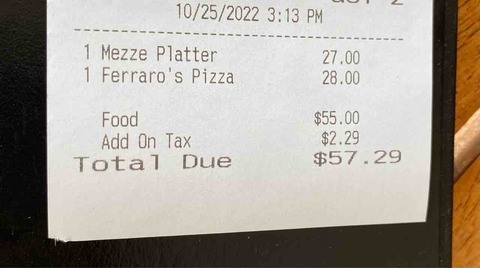 10/25/2022 3:13 PM
1 Mezze Platter 27.00
1 Ferraro's Pizza 28.00
Food $55.00
Add On Tax $2.29
Total Due $57.29